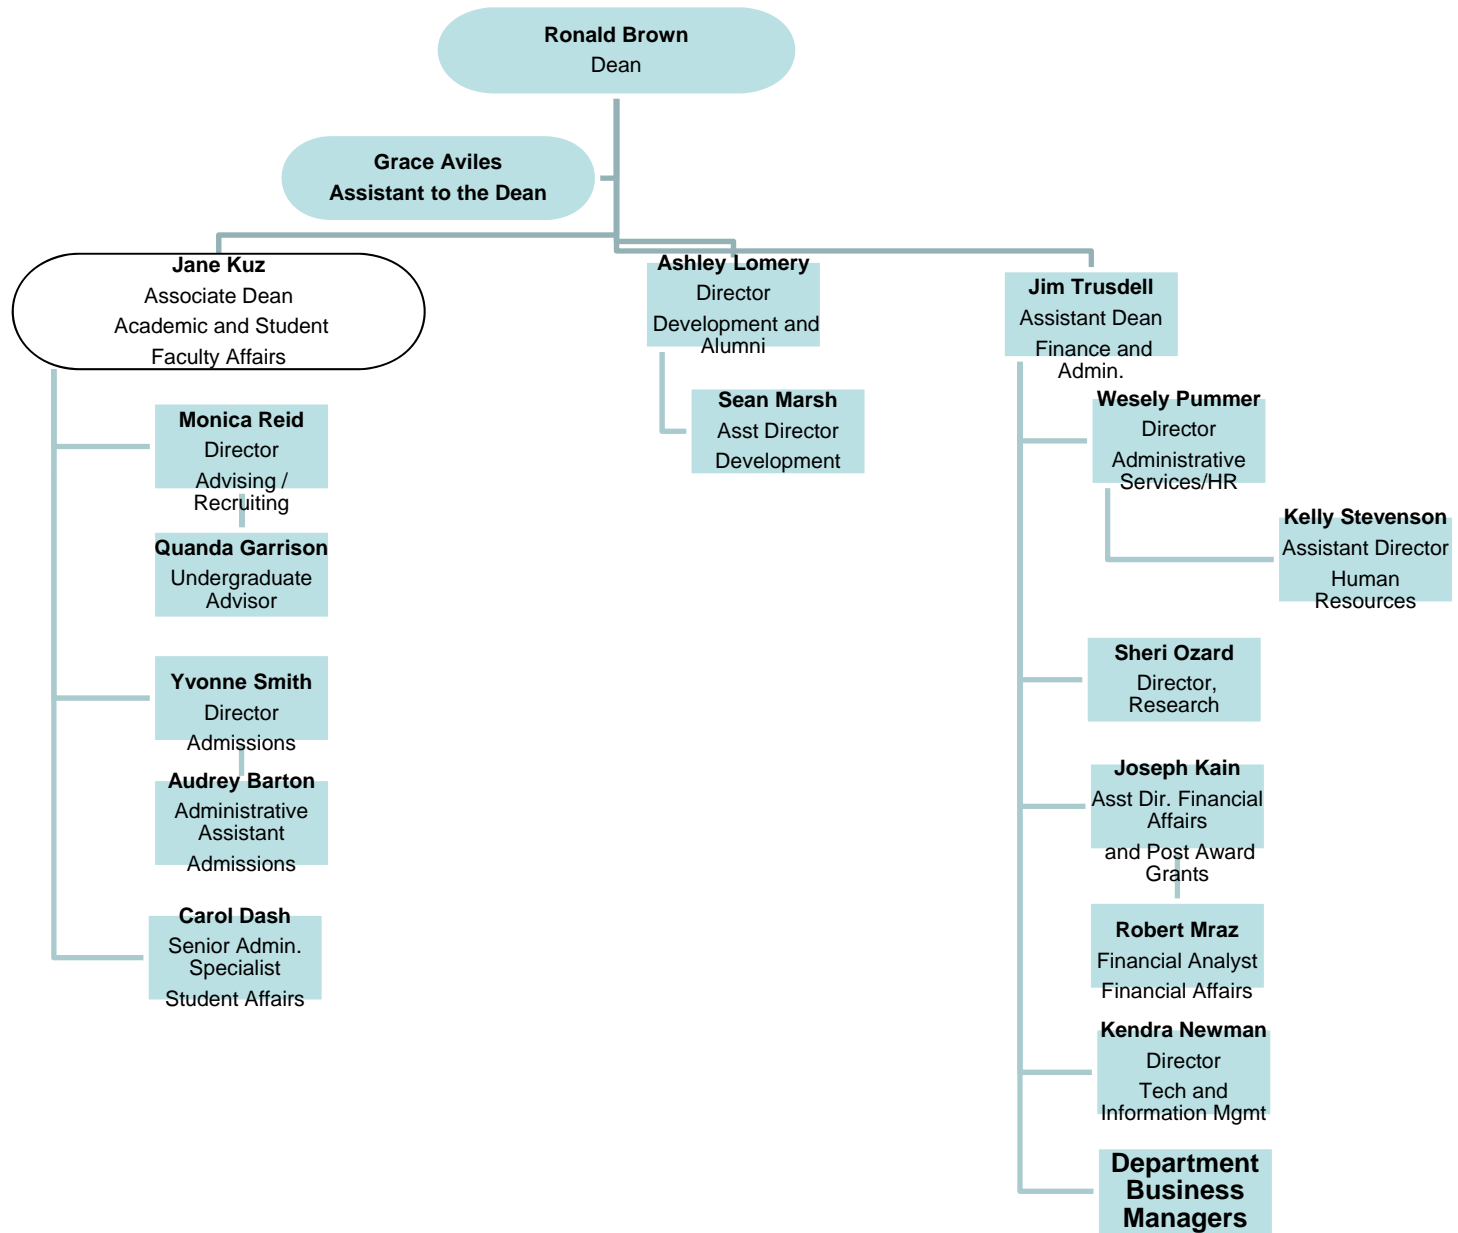 Ronald Brown
Dean
Grace Aviles
Assistant to the Dean
Jane Kuz
Associate Dean
Academic and Student
Faculty Affairs
Monica Reid
Director
Advising /
Recruiting
Quanda Garrison
Undergraduate
Advisor
Yvonne Smith
Director
Admissions
Audrey Barton
Administrative
Assistant
Admissions
Carol Dash
Senior Admin.
Specialist
Student Affairs
Ashley Lomery
Director
Development and
Alumni
Sean Marsh
Asst Director
Development
Jim Trusdell
Assistant Dean
Finance and
Admin.
Wesely Pummer
Director
Administrative
Services/HR
Kelly Stevenson
Assistant Director
Human
Resources
Sheri Ozard
Director,
Research
Joseph Kain
Asst Dir. Financial
Affairs
and Post Award
Grants
Robert Mraz
Financial Analyst
Financial Affairs
Kendra Newman
Director
Tech and
Information Mgmt
Department
Business
Managers